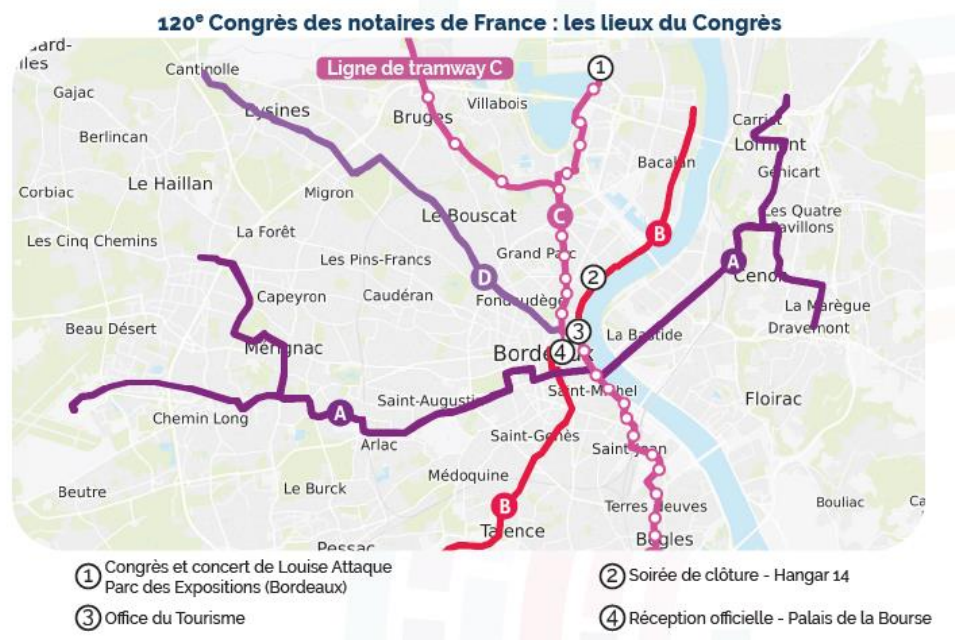 120e Congrès des notaires de France : les lieux du Congrès
Cantinolle
Ligne de tramway C
1
Gajac
Eysines
Villabois
Bruges
Carriet
Berlincan
Lormont
Bacalan
Génicart
Corbiac
Le Haillan
Migron
Le Bouscat
C
Les Quatre
Pavillons
La Forêt
B
Les Cinq Chemins
Grand Parc
Les Pins-Francs
A
D
2
Cenon
Capeyron
Caudéran
Fondaudège
La Marègue
Beau Désert
3
La Bastide
Dravemont
Mérignac
Bordeaux
4
Saint-Augustin
Saint-Michel
Floirac
Chemin Long
A
Arlac
Saint-Genès
Saint-Jean
Médoquine
Beutre
Le Burck
B
Terres Neuves
Bouliac
Talence
Bègles
Pessac
1 Congrès et concert de Louise Attaque
Parc des Expositions (Bordeaux)
2 Soirée de clôture - Hangar 14
3 Office du Tourisme
4 Réception officielle - Palais de la Bourse